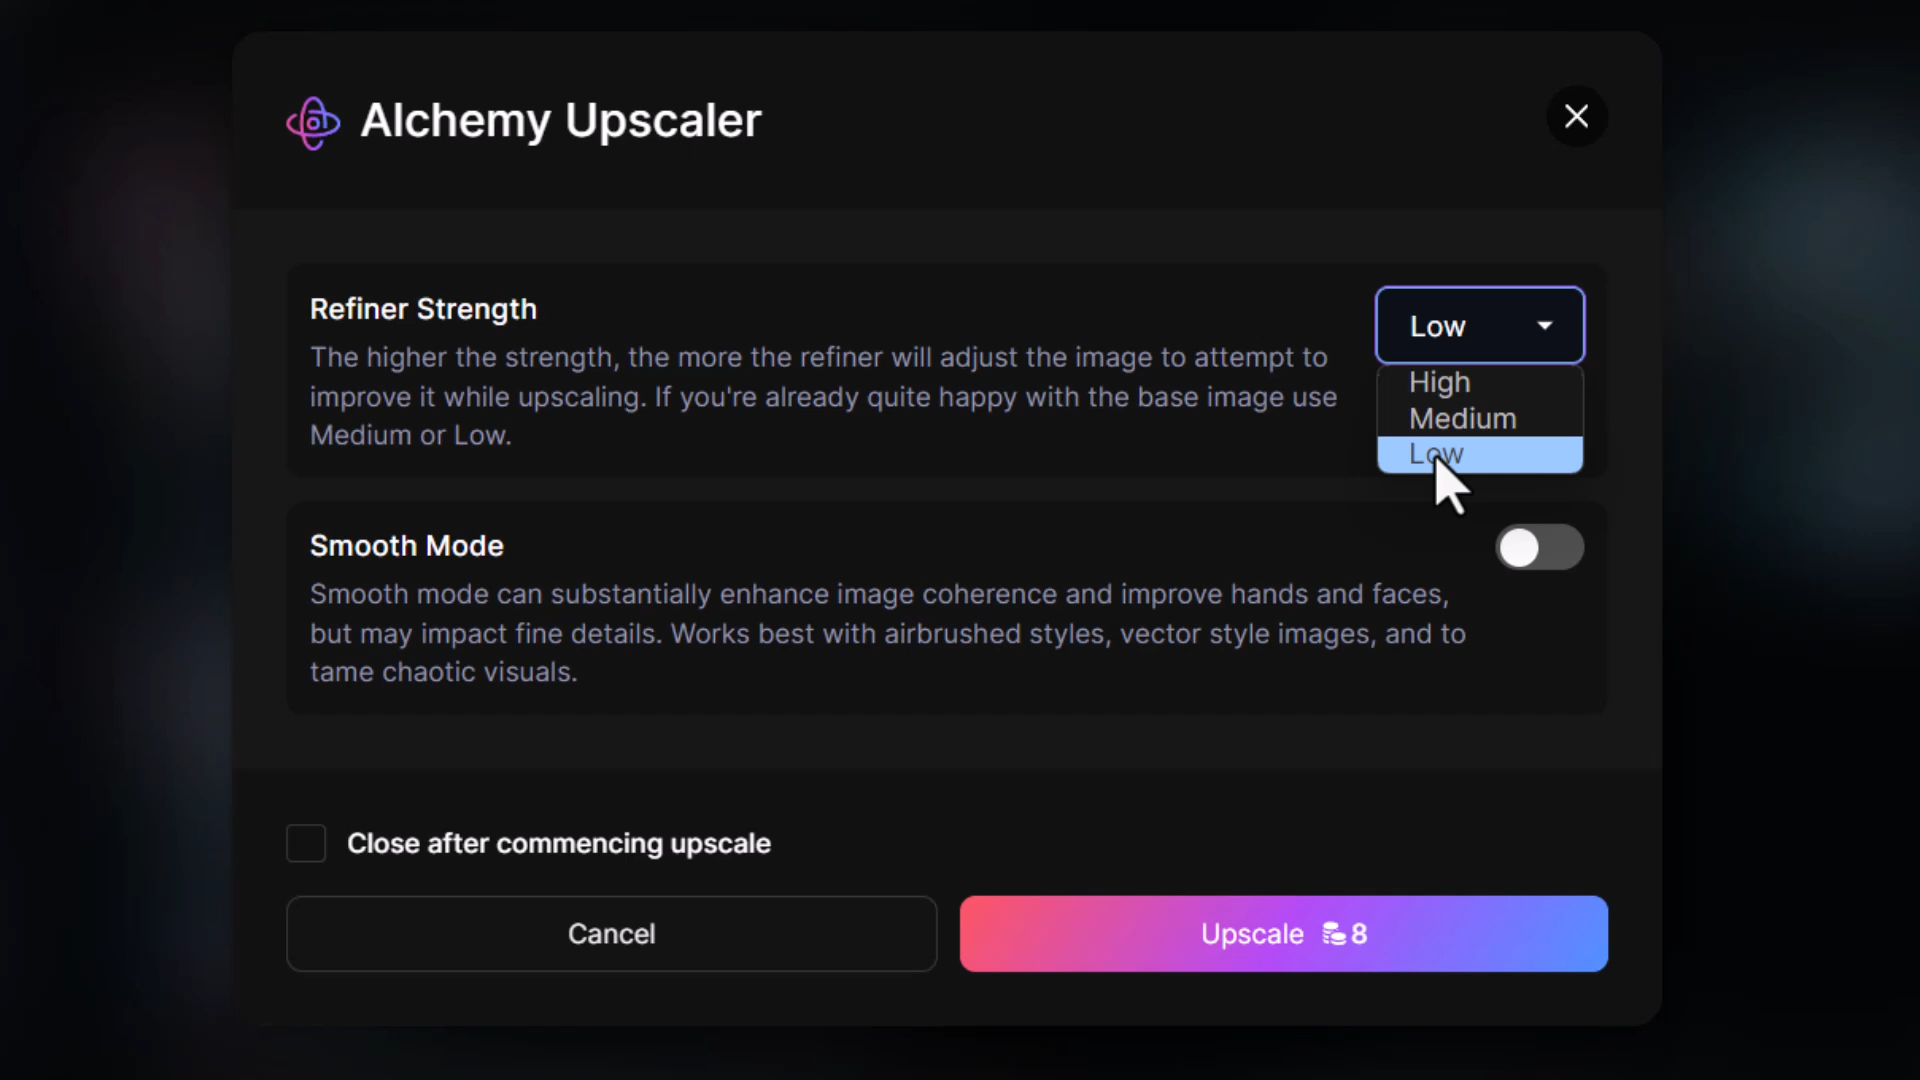 Alchemy Upscaler
Refiner Strength
The higher the strength, the more the refiner will adjust the image to attempt to
improve it while upscaling. If you're already quite happy with the base image use
Medium or Low.
Low
High
Medium
Low
Smooth Mode
Smooth mode can substantially enhance image coherence and improve hands and faces,
but may impact fine details. Works best with airbrushed styles, vector style images, and to
tame chaotic visuals.
Close after commencing upscale
Cancel
Upscale 8